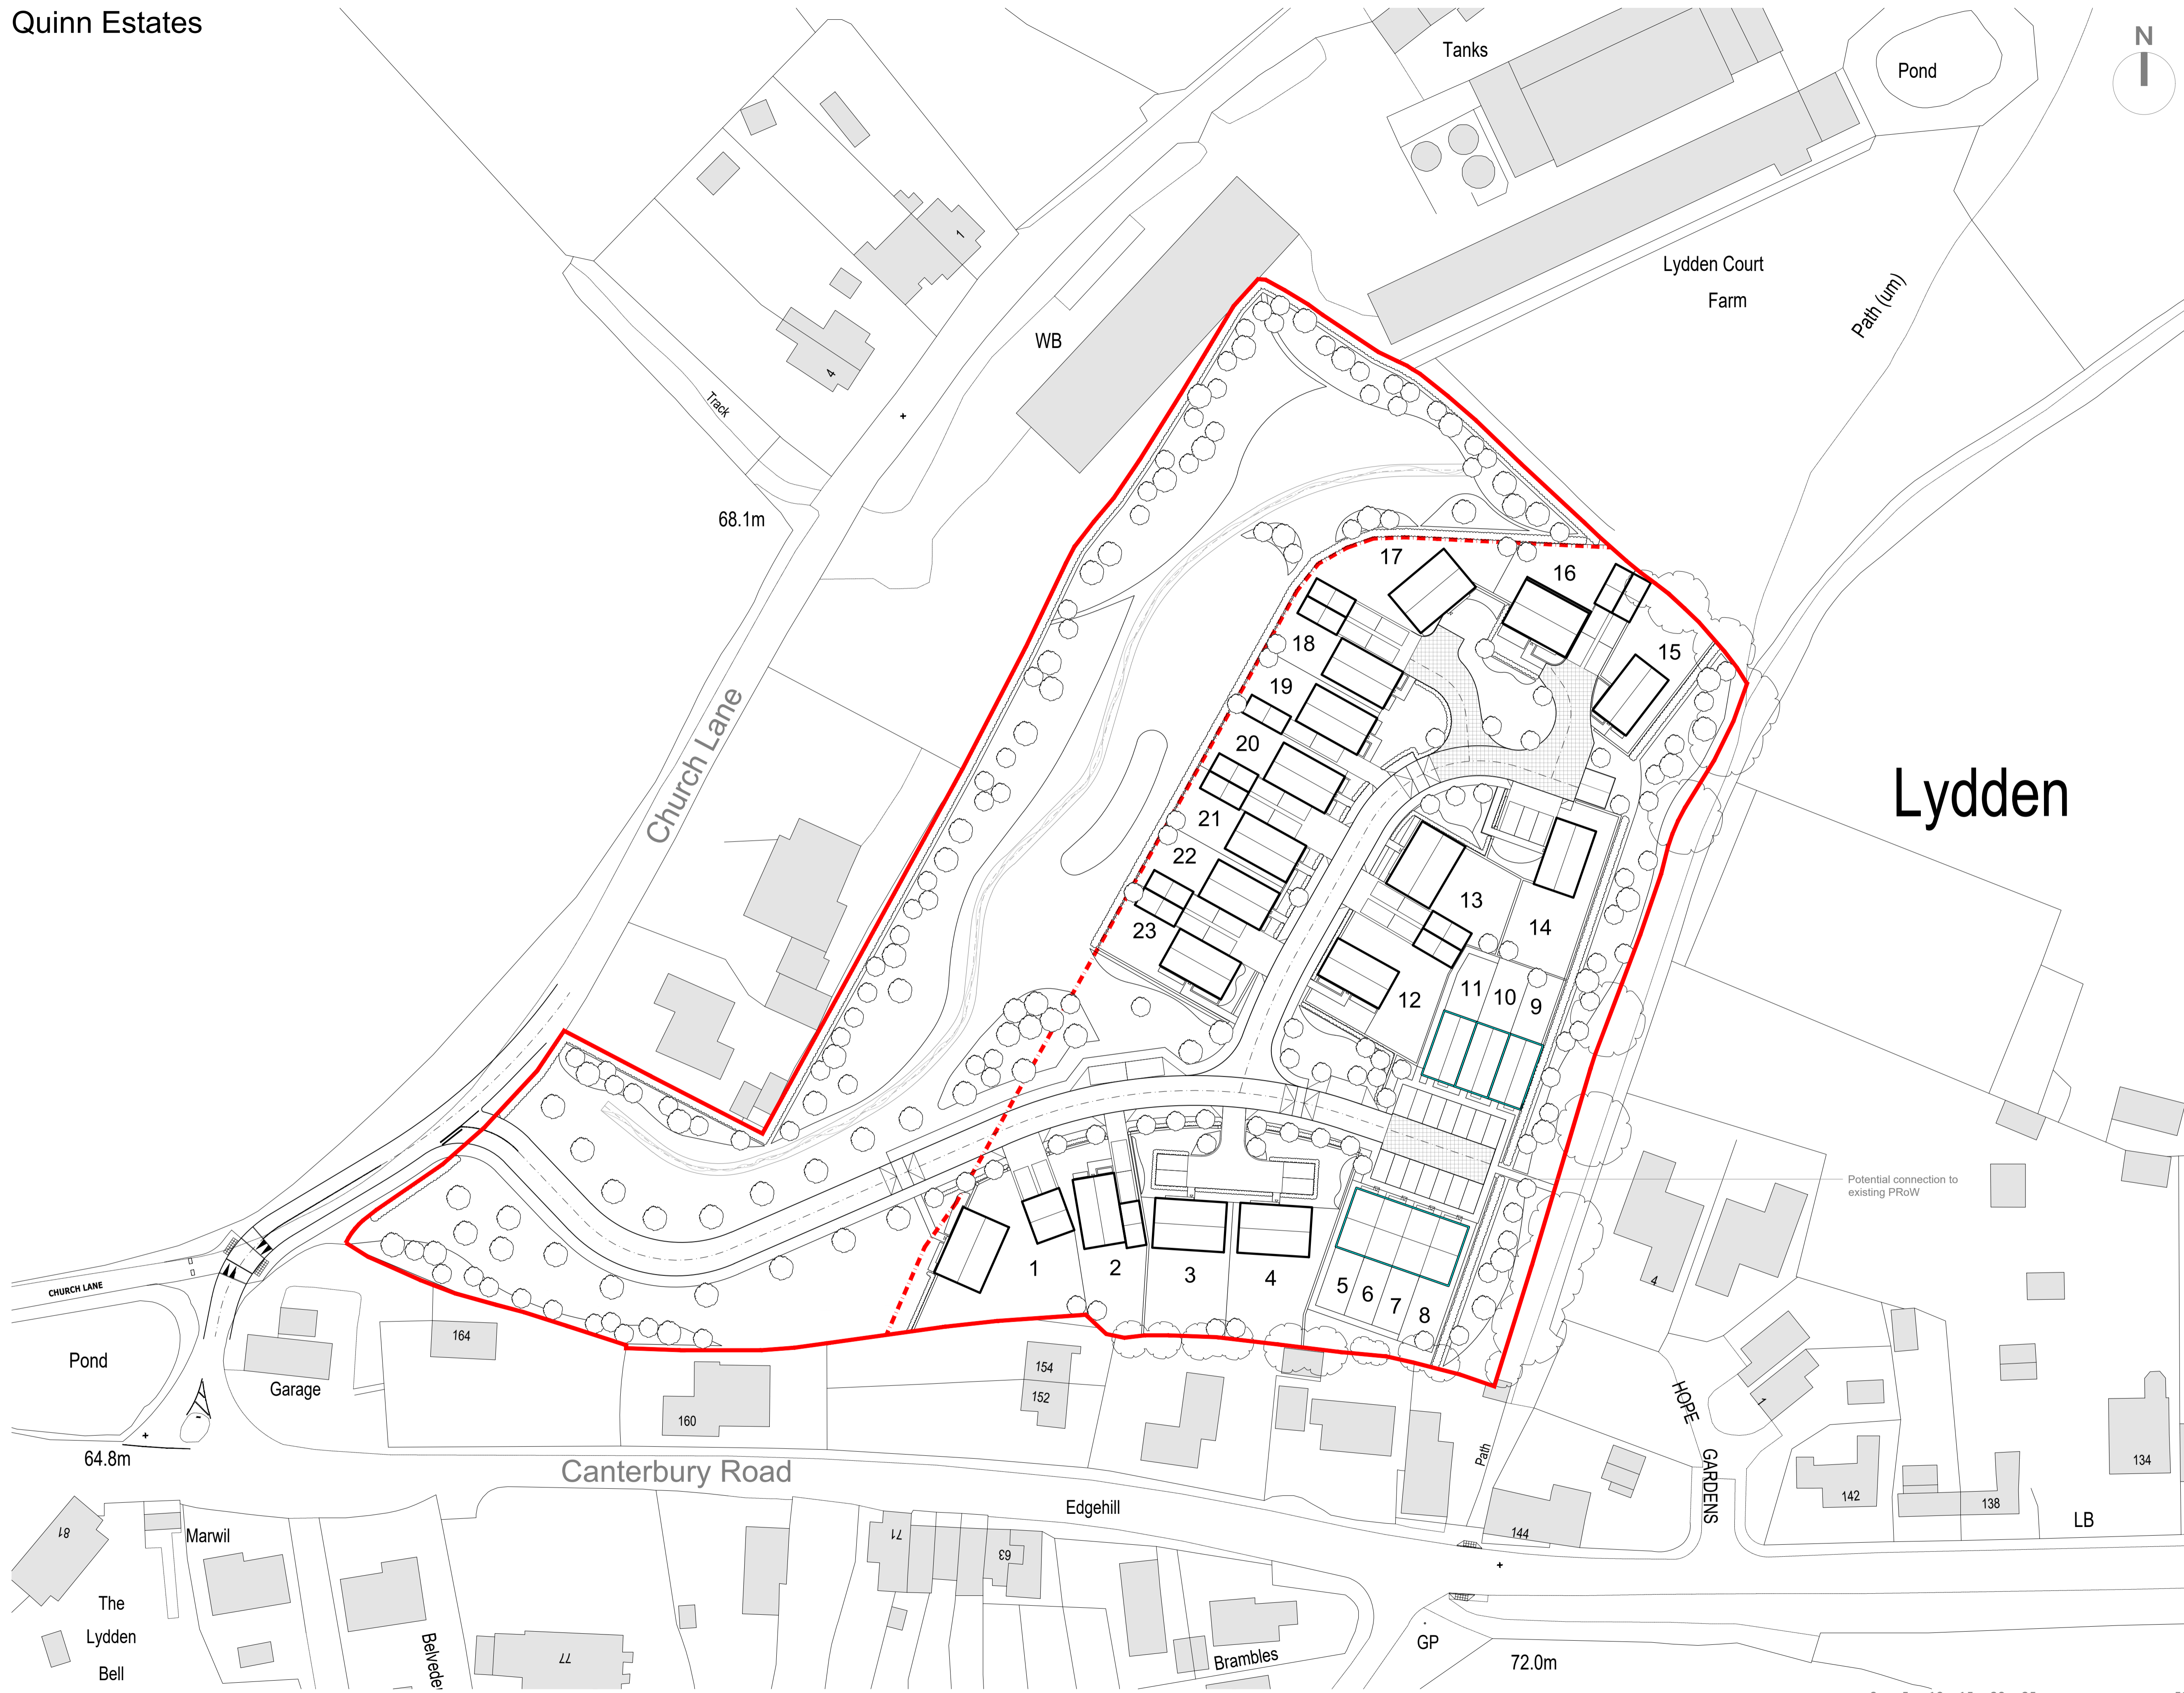 Quinn Estates
N
Tanks
Pond
1
Lydden Court
Farm
Path (um)
WB
4
Track
68.1m
17
16
15
18
19
20
21
22
23
Church Lane
Lydden
13
14
11
10
9
12
Potential connection to
existing PRoW
1
2
3
4
5
6
7
8
4
1
CHURCH LANE
164
154
152
160
Pond
Garage
64.8m
Canterbury Road
Path
HOPE
GARDENS
134
142
138
144
LB
Edgehill
81
Marwil
71
63
The
Lydden
Bell
77
Brambles
GP
72.0m